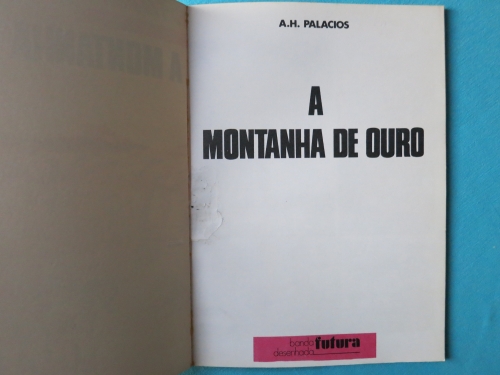 A.H. PALACIOS
A
MONTANHA DE OURO
banda
desenhada
futura